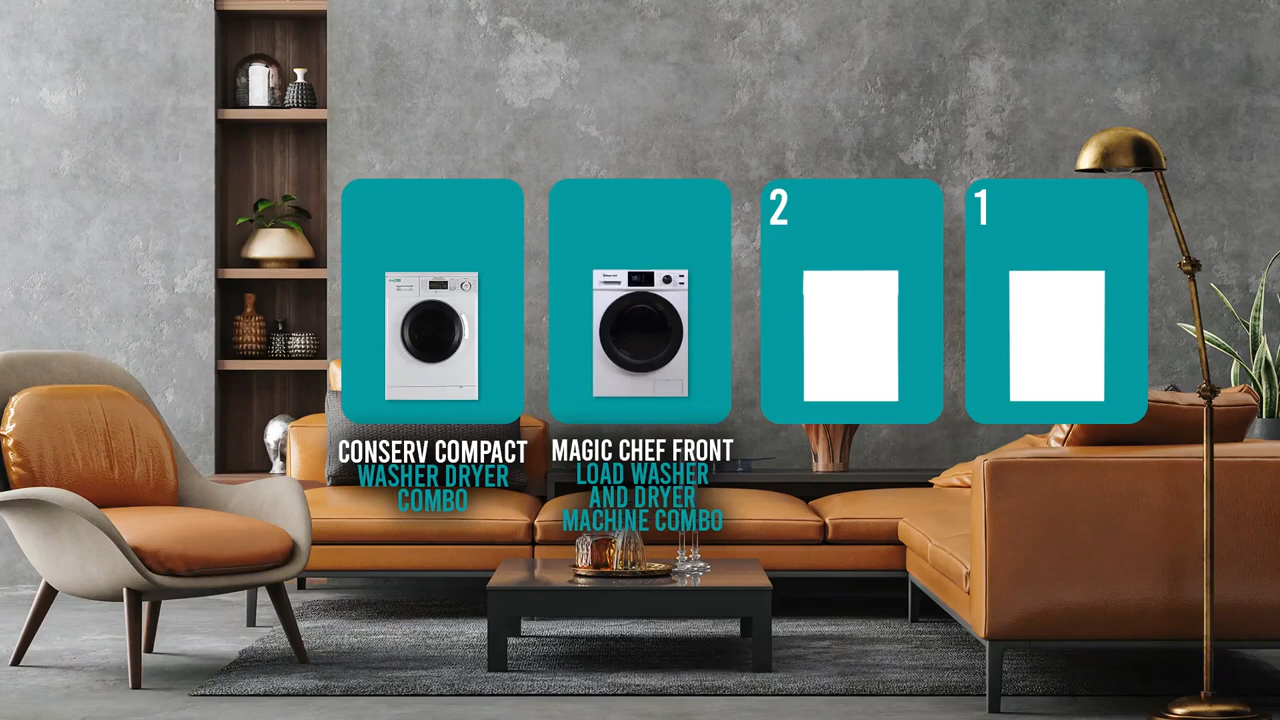 2
1
CONSERV COMPACT
WASHER DRYER
COMBO
MAGIC CHEF FRONT
LOAD WASHER
AND DRYER
MACHINE COMBO